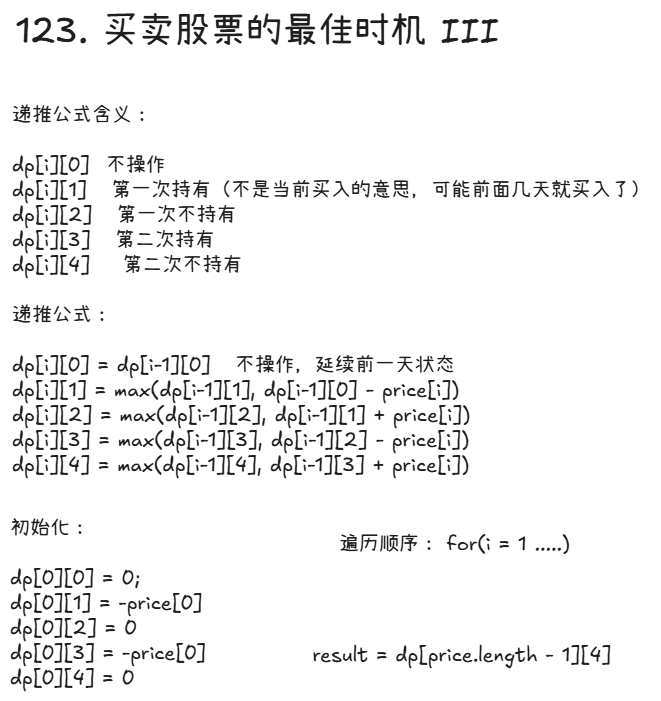 123. 买卖股票的最佳时机 III
递推公式含义：
dp[i][0] 不操作
dp[i][1] 第一次持有（不是当前买入的意思，可能前面几天就买入了）
dp[i][2] 第一次不持有
dp[i][3] 第二次持有
dp[i][4] 第二次不持有
递推公式：
dp[i][0] = dp[i-1][0] 不操作，延续前一天状态
dp[i][1] = max(dp[i-1][1], dp[i-1][0] - price[i])
dp[i][2] = max(dp[i-1][2], dp[i-1][1] + price[i])
dp[i][3] = max(dp[i-1][3], dp[i-1][2] - price[i])
dp[i][4] = max(dp[i-1][4], dp[i-1][3] + price[i])
初始化：
遍历顺序：for(i = 1 .....)
dp[0][0] = 0;
dp[0][1] = -price[0]
dp[0][2] = 0
dp[0][3] = -price[0]
result = dp[price.length - 1][4]
dp[0][4] = 0